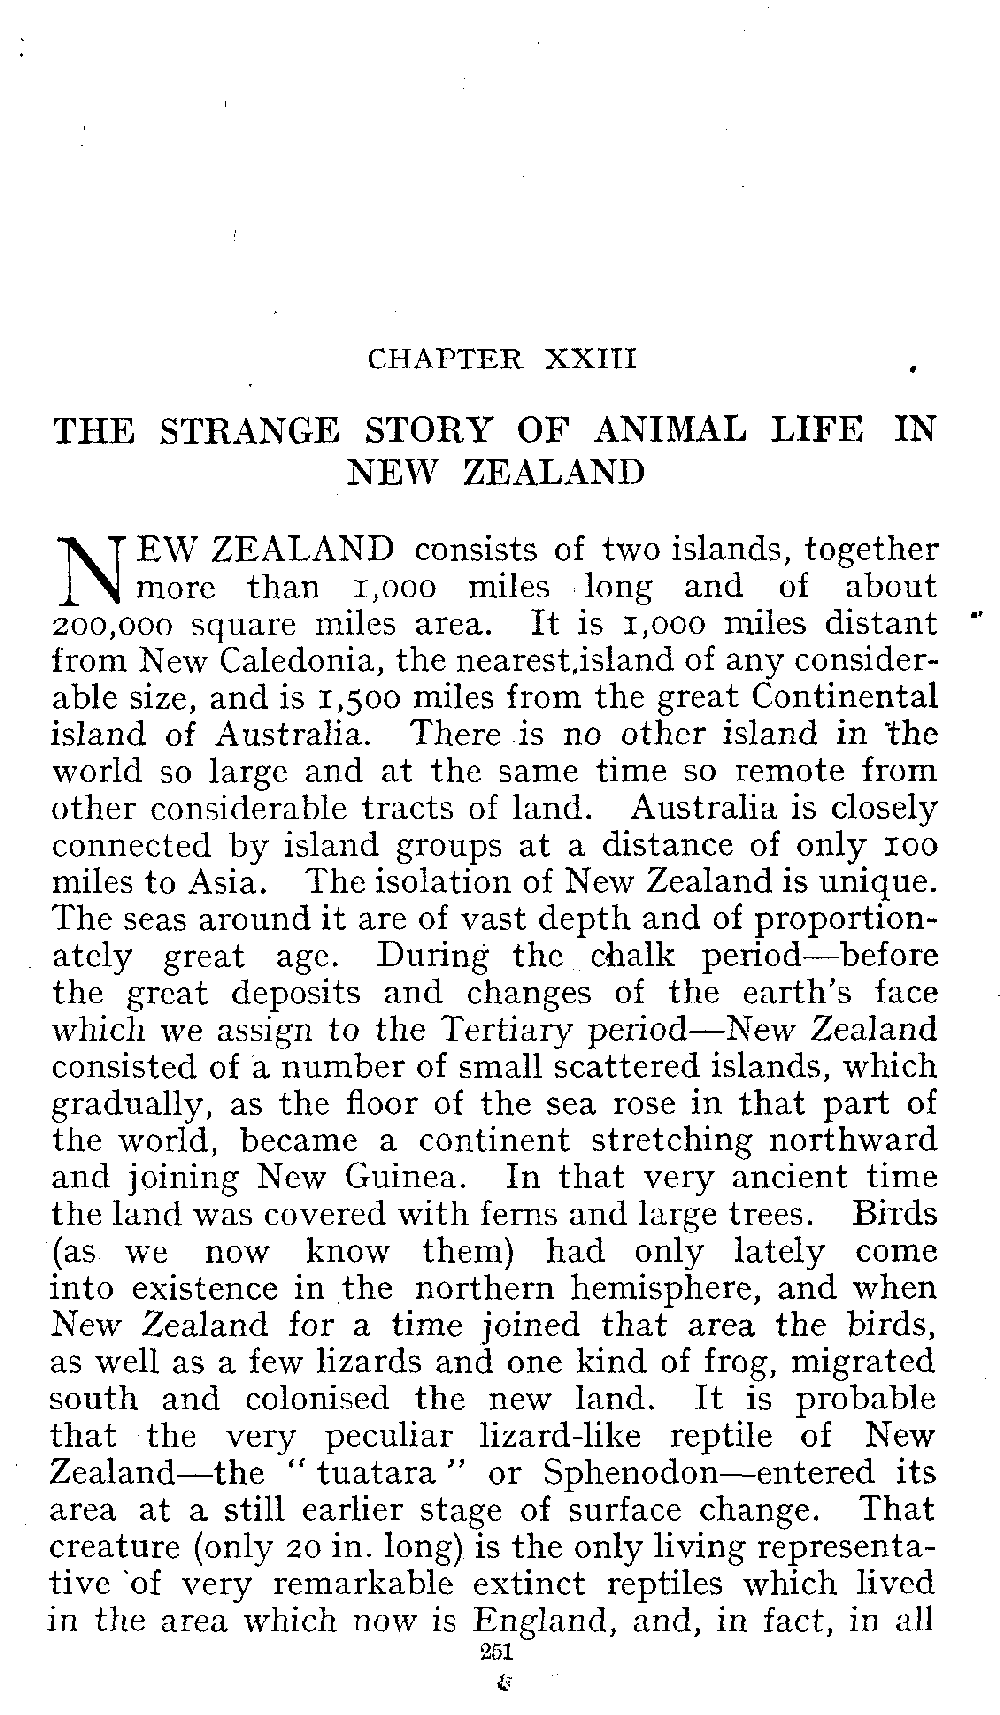 CHAPTER XXIII
THE STRANGE STORY OF ANIMAL LIFE IN
NEW ZEALAND
NEW ZEALAND consists of two islands, together
more than 1,000 miles long and of about
200,000 square miles area. It is 1,000 miles distant
from New Caledonia, the nearest island of any consider-
able size, and is 1,500 miles from the great Continental
island of Australia. There is no other island in the
world so large and at the same time so remote from
other considerable tracts of land. Australia is closely
connected by island groups at a distance of only 100
miles to Asia. The isolation of New Zealand is unique.
The seas around it are of vast depth and of proportion-
ately great age. During the chalk period—before
the great deposits and changes of the earth's face
which we assign to the Tertiary period—New Zealand
consisted of a number of small scattered islands, which
gradually, as the floor of the sea rose in that part of
the world, became a continent stretching northward
and joining New Guinea. In that very ancient time
the land was covered with ferns and large trees. Birds
(as we now know them) had only lately come
into existence in the northern hemisphere, and when
New Zealand for a time joined that area the birds,
as well as a few lizards and one kind of frog, migrated
south and colonised the new land. It is probable
that the very peculiar lizard-like reptile of New
Zealand—the "tuatara" or Sphenodon—entered its
area at a still earlier stage of surface change. That
creature (only 20 in. long) is the only living representa-
tive of very remarkable extinct reptiles which lived
in the area which now is England, and, in fact, in all
251